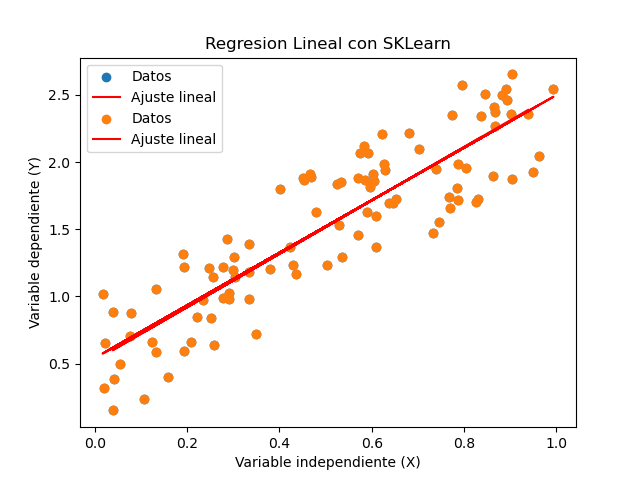 Regresion Lineal con SKLearn
Datos
Ajuste lineal
Datos
Ajuste lineal
Variable dependiente (Y)
2.5
2.0
1.5
1.0
0.5
0.0 0.2 0.4 0.6 0.8 1.0
Variable independiente (X)